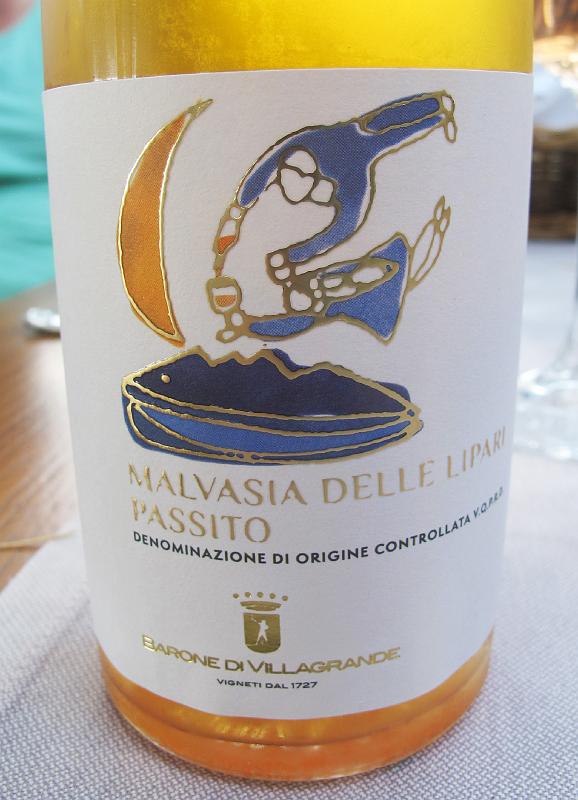 MALVASIA DELLE LIPARI
PASSITO
DENOMINAZIONE DI ORIGINE CONTROLLATA V.Q.P.R.D.
BARONE DI VILLAGRANDE
VIGNETI DAL 1727